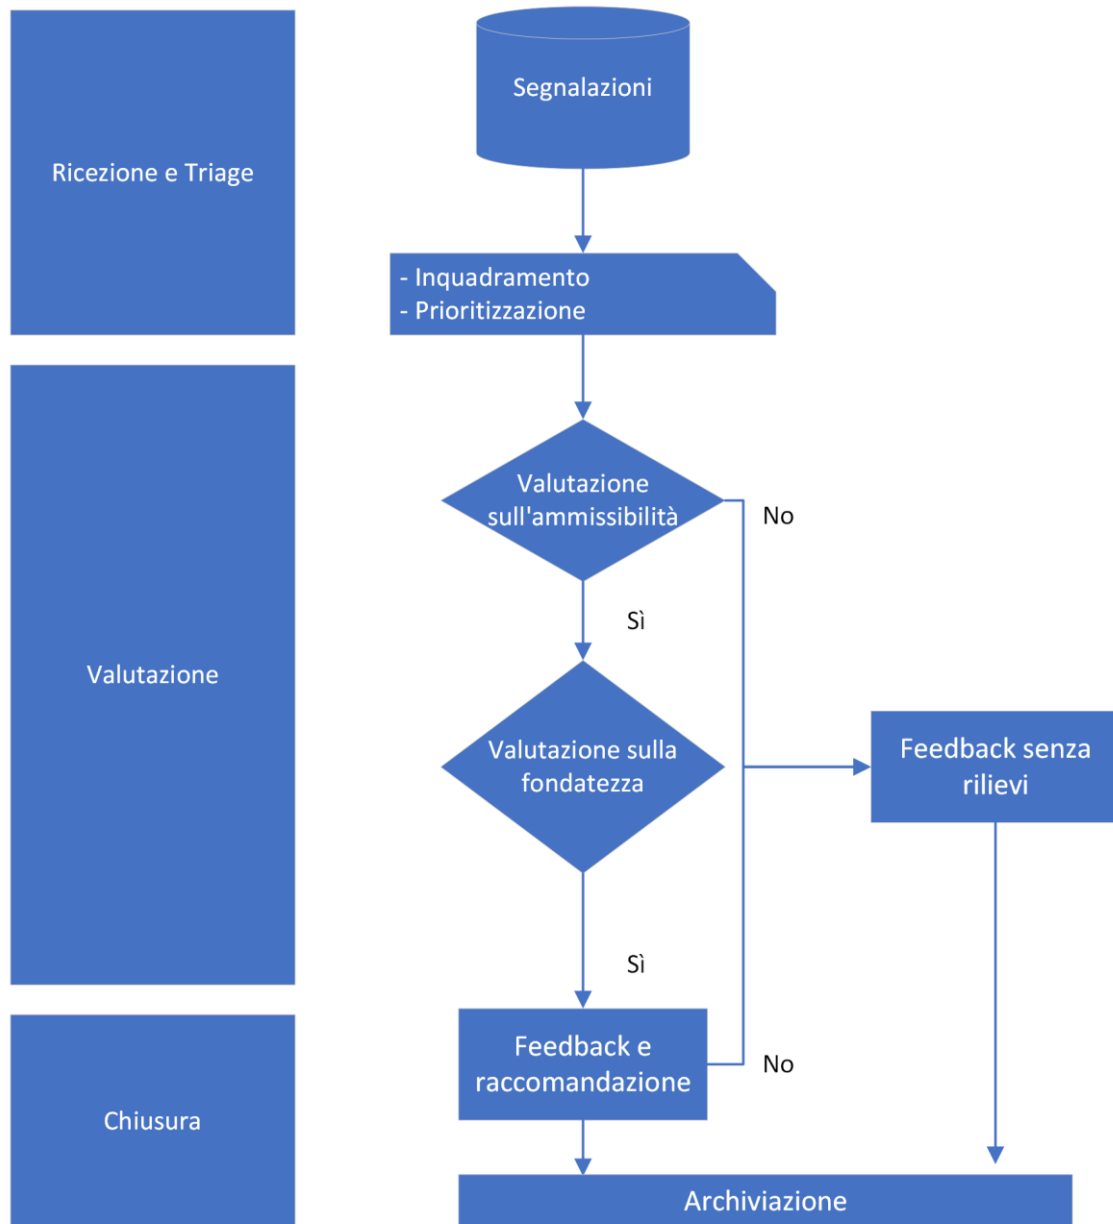 Segnalazioni
Ricezione e Triage
- Inquadramento
- Prioritizzazione
Valutazione
sull'ammissibilità
No
Sì
Valutazione
Valutazione sulla
fondatezza
Feedback senza
rilievi
Sì
Feedback e
raccomandazione
No
Chiusura
Archiviazione